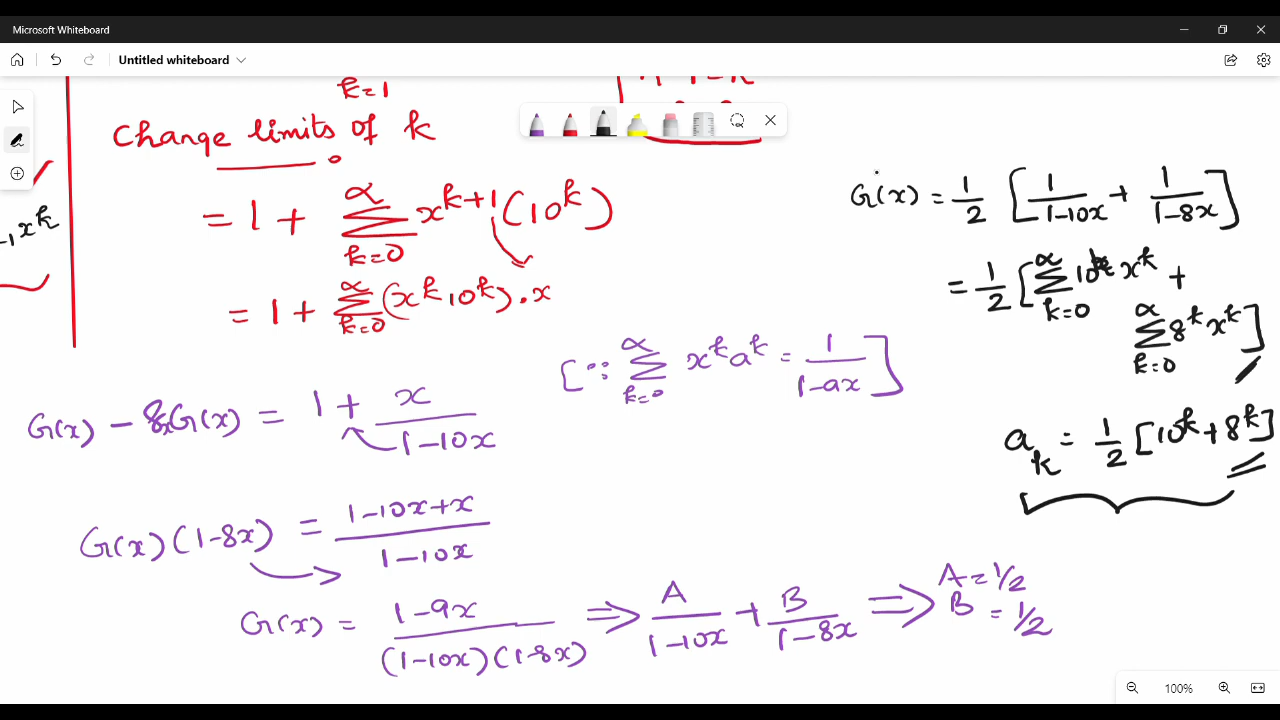 Microsoft Whiteboard
Untitled whiteboard
k=1
Change limits of k
= 1 + ∑_{k=0}^{∝} x^{k+1} (10^k)
= 1 + ∑_{k=0}^{∝} (x^k 10^k) . x
-1 x^k
[∵ ∑_{k=0}^{∝} x^k a^k = 1/(1-ax)]
G(x) - 8xG(x) = 1 + x/(1-10x)
G(x)(1-8x) = (1-10x+x)/(1-10x)
G(x) = (1-9x)/((1-10x)(1-8x)) ⇒ A/(1-10x) + B/(1-8x) ⇒ A = 1/2
B = 1/2
G(x) = 1/2 [1/(1-10x) + 1/(1-8x)]
= 1/2 [∑_{k=0}^{∝} 10^k x^k +
∑_{k=0}^{∝} 8^k x^k]
a_k = 1/2 [10^k + 8^k]
100%